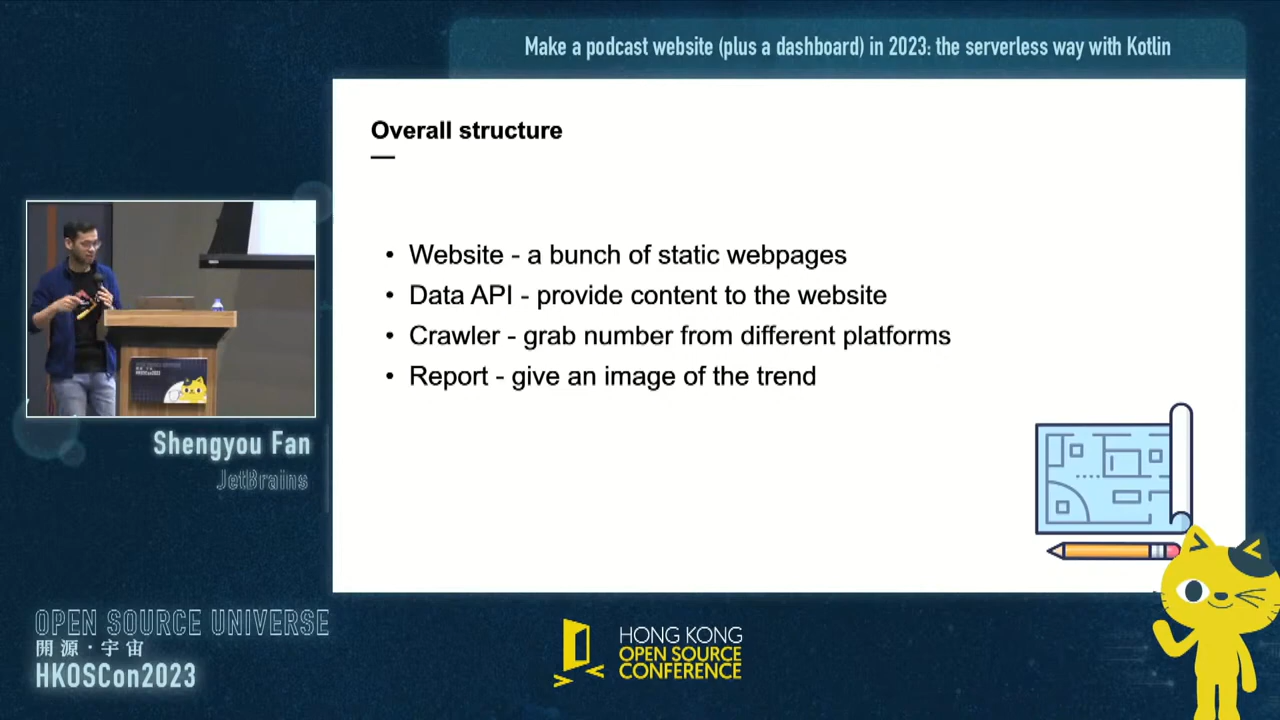 Make a podcast website (plus a dashboard) in 2023: the serverless way with Kotlin
Overall structure
• Website - a bunch of static webpages
• Data API - provide content to the website
• Crawler - grab number from different platforms
• Report - give an image of the trend
Shengyou Fan
JetBrains
OPEN SOURCE UNIVERSE
開源・宇宙
HKOSCon2023
HONG KONG
OPEN SOURCE
CONFERENCE